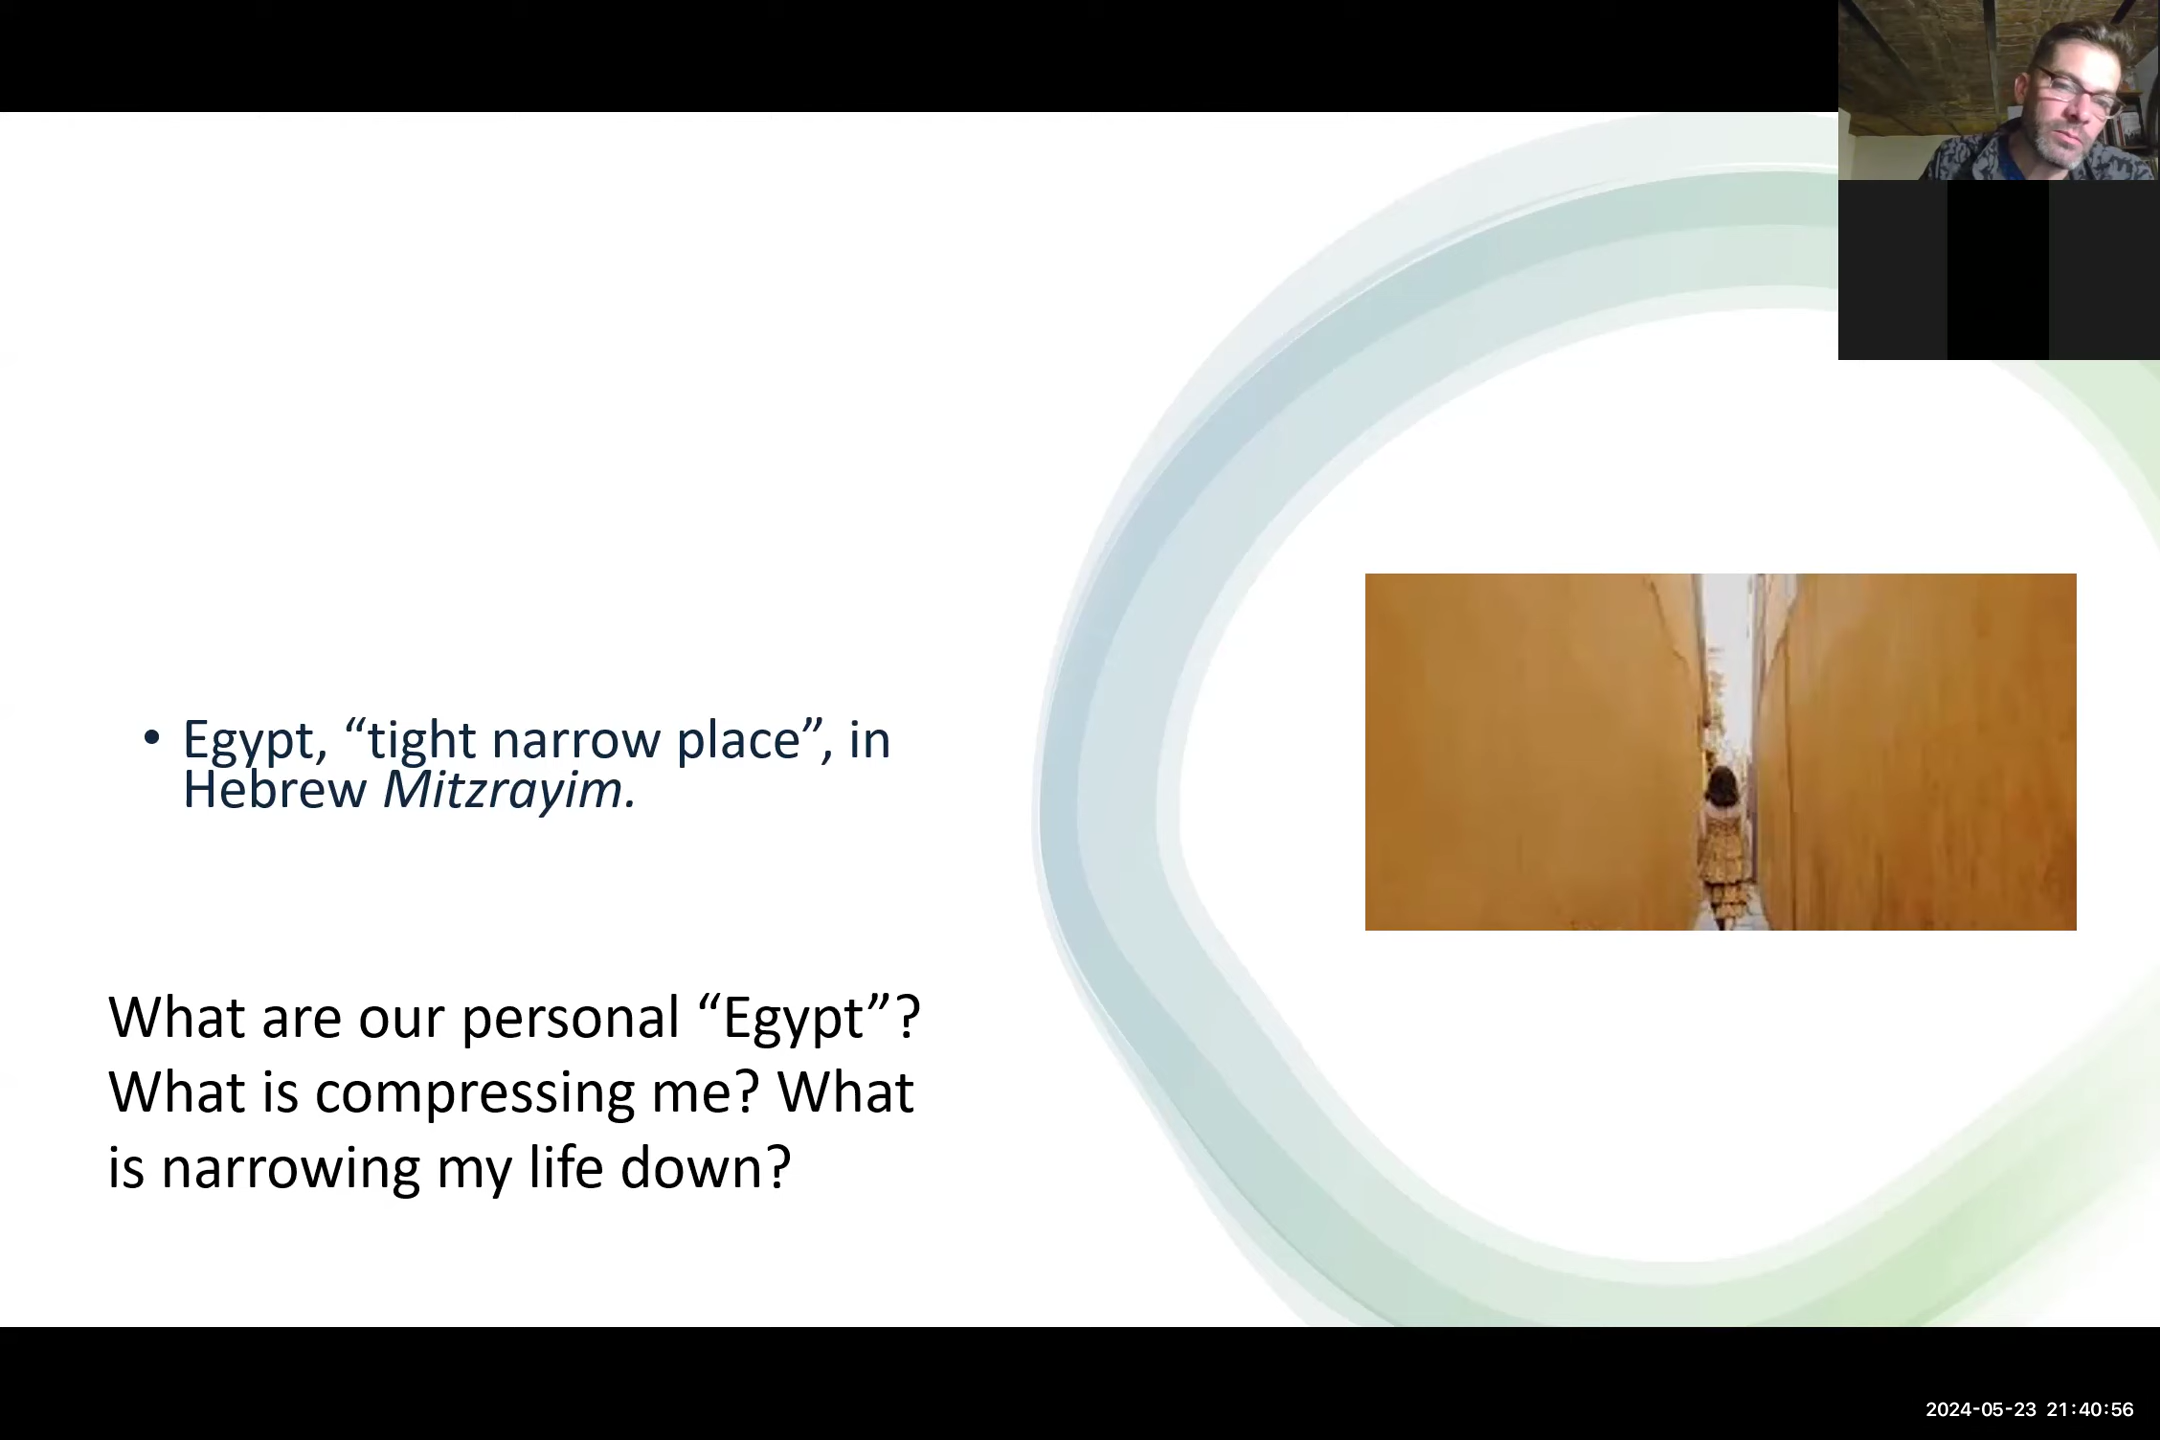 • Egypt, “tight narrow place”, in
Hebrew Mitzrayim.
What are our personal “Egypt”?
What is compressing me? What
is narrowing my life down?
2024-05-23 21:40:56